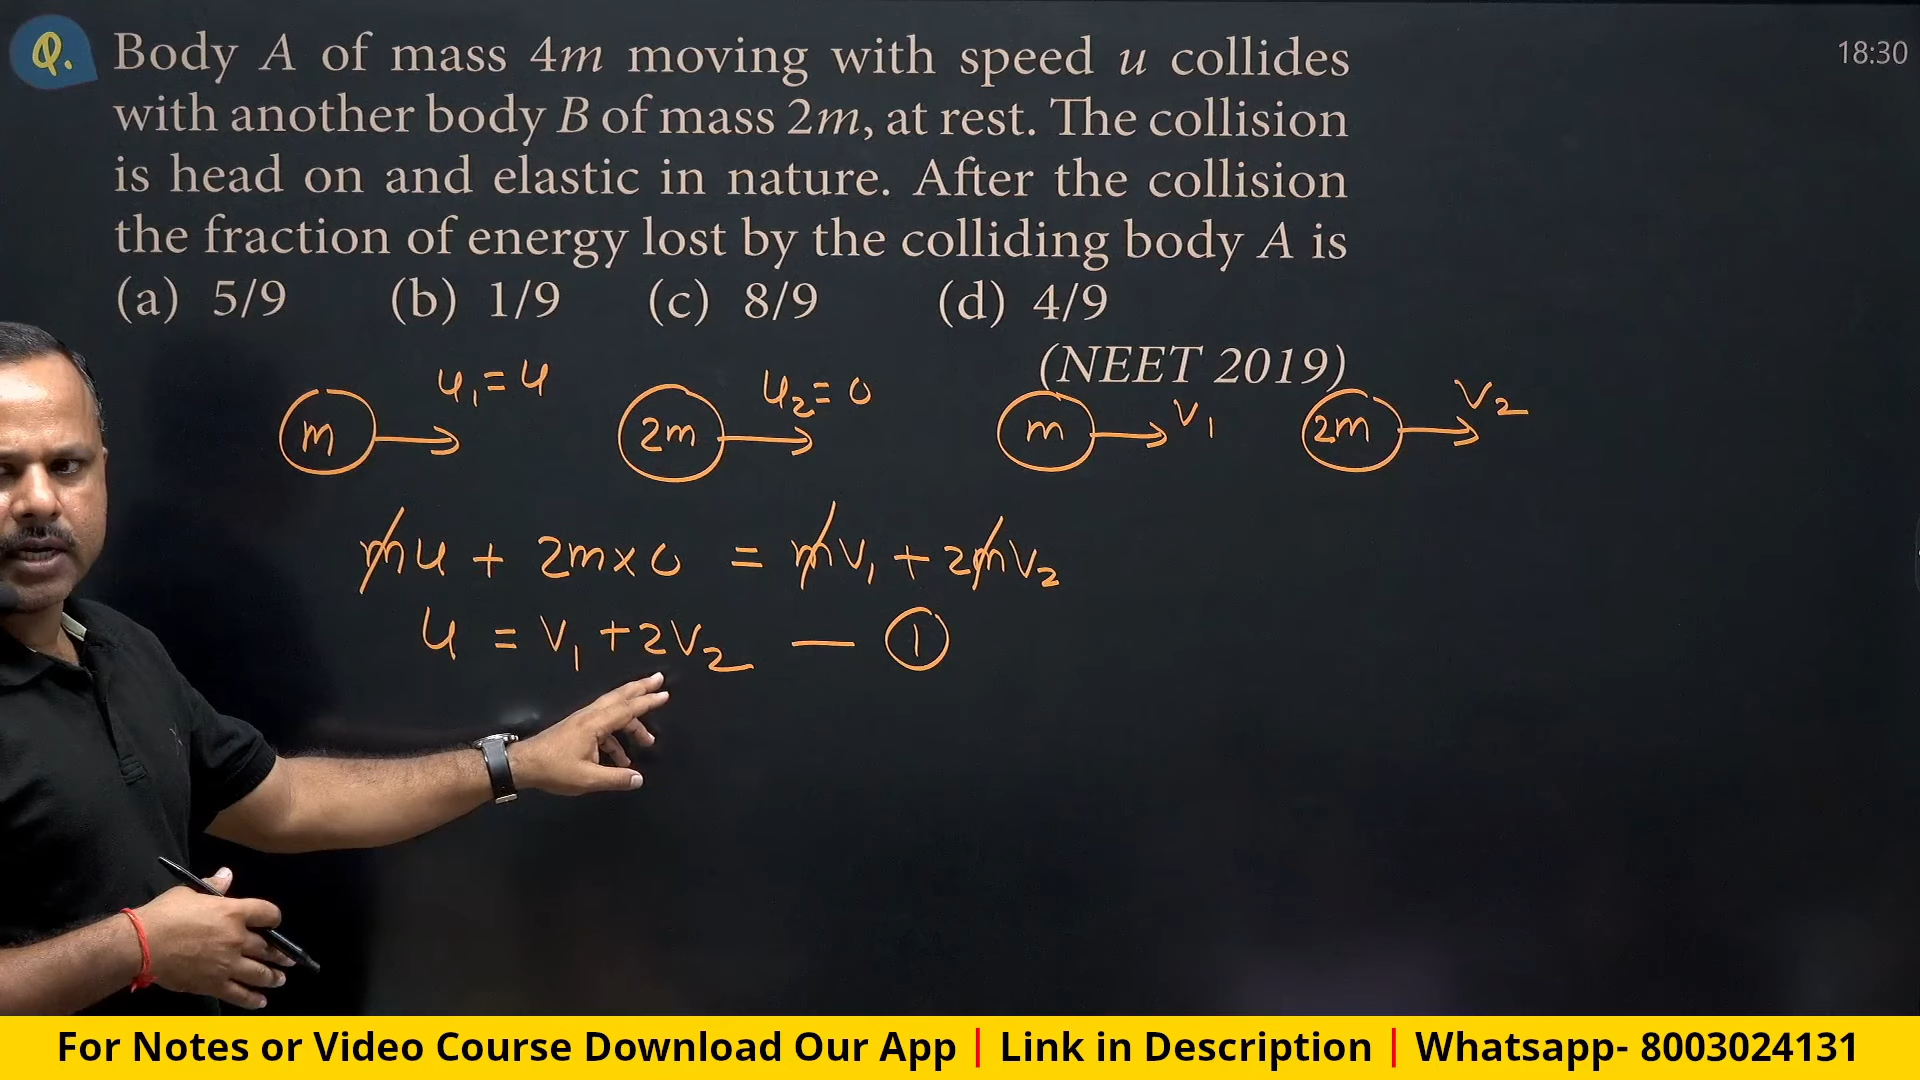 Q. Body A of mass 4m moving with speed u collides
18:30
with another body B of mass 2m, at rest. The collision
is head on and elastic in nature. After the collision
the fraction of energy lost by the colliding body A is
(a) 5/9 (b) 1/9 (c) 8/9 (d) 4/9
(NEET 2019)
m u₁ = u 2m u₂ = 0 m v₁ 2m v₂
mu + 2m×0 = mv₁ + 2mv₂
u = v₁ + 2v₂ — ①
For Notes or Video Course Download Our App | Link in Description | Whatsapp- 8003024131